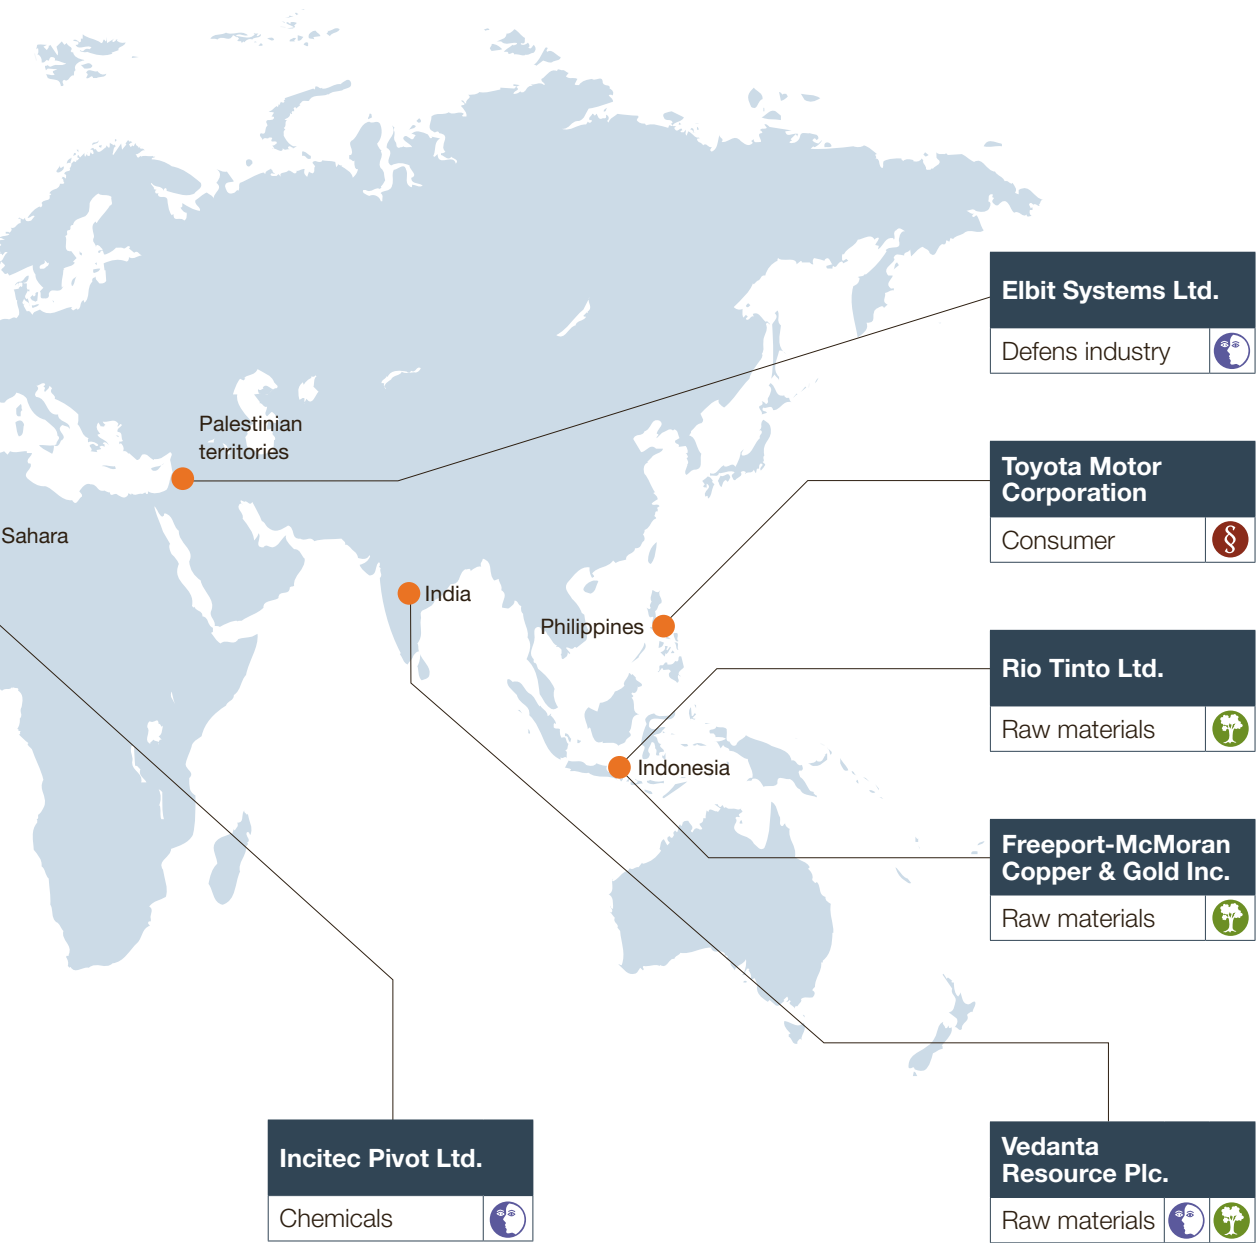 Elbit Systems Ltd.
Defens industry
Palestinian
territories
Toyota Motor
Corporation
Consumer
§
Sahara
India
Philippines
Rio Tinto Ltd.
Raw materials
Indonesia
Freeport-McMoran
Copper & Gold Inc.
Raw materials
Incitec Pivot Ltd.
Chemicals
Vedanta
Resource Plc.
Raw materials